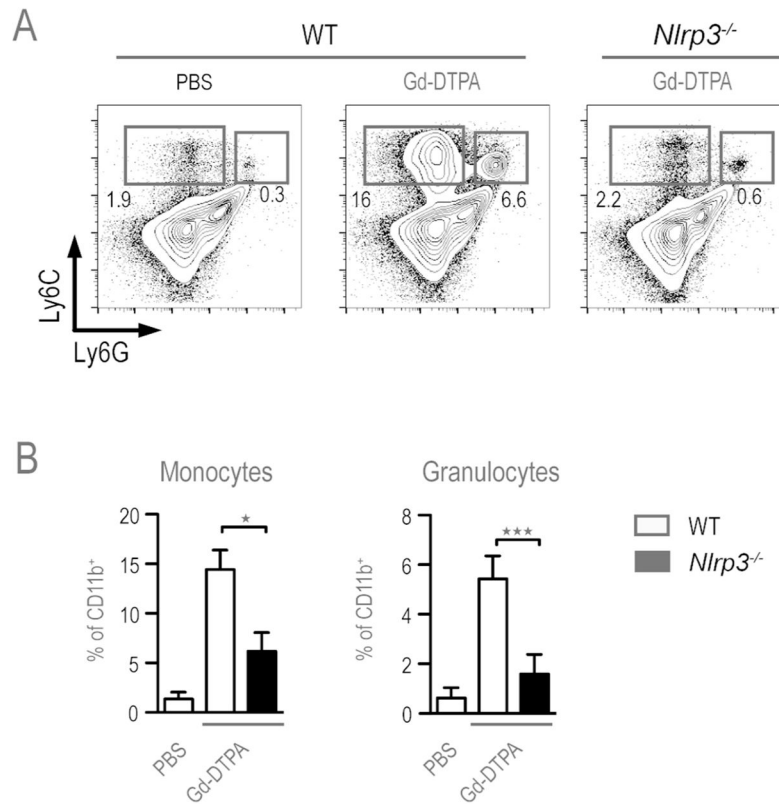 A
WT
Nlrp3-/-
PBS
Gd-DTPA
Gd-DTPA
1.9
0.3
16
6.6
2.2
0.6
Ly6C
Ly6G
B
Monocytes
Granulocytes
% of CD11b+
20
15
10
5
0
*
PBS
Gd-DTPA
% of CD11b+
8
6
4
2
0
***
PBS
Gd-DTPA
WT
Nlrp3-/-